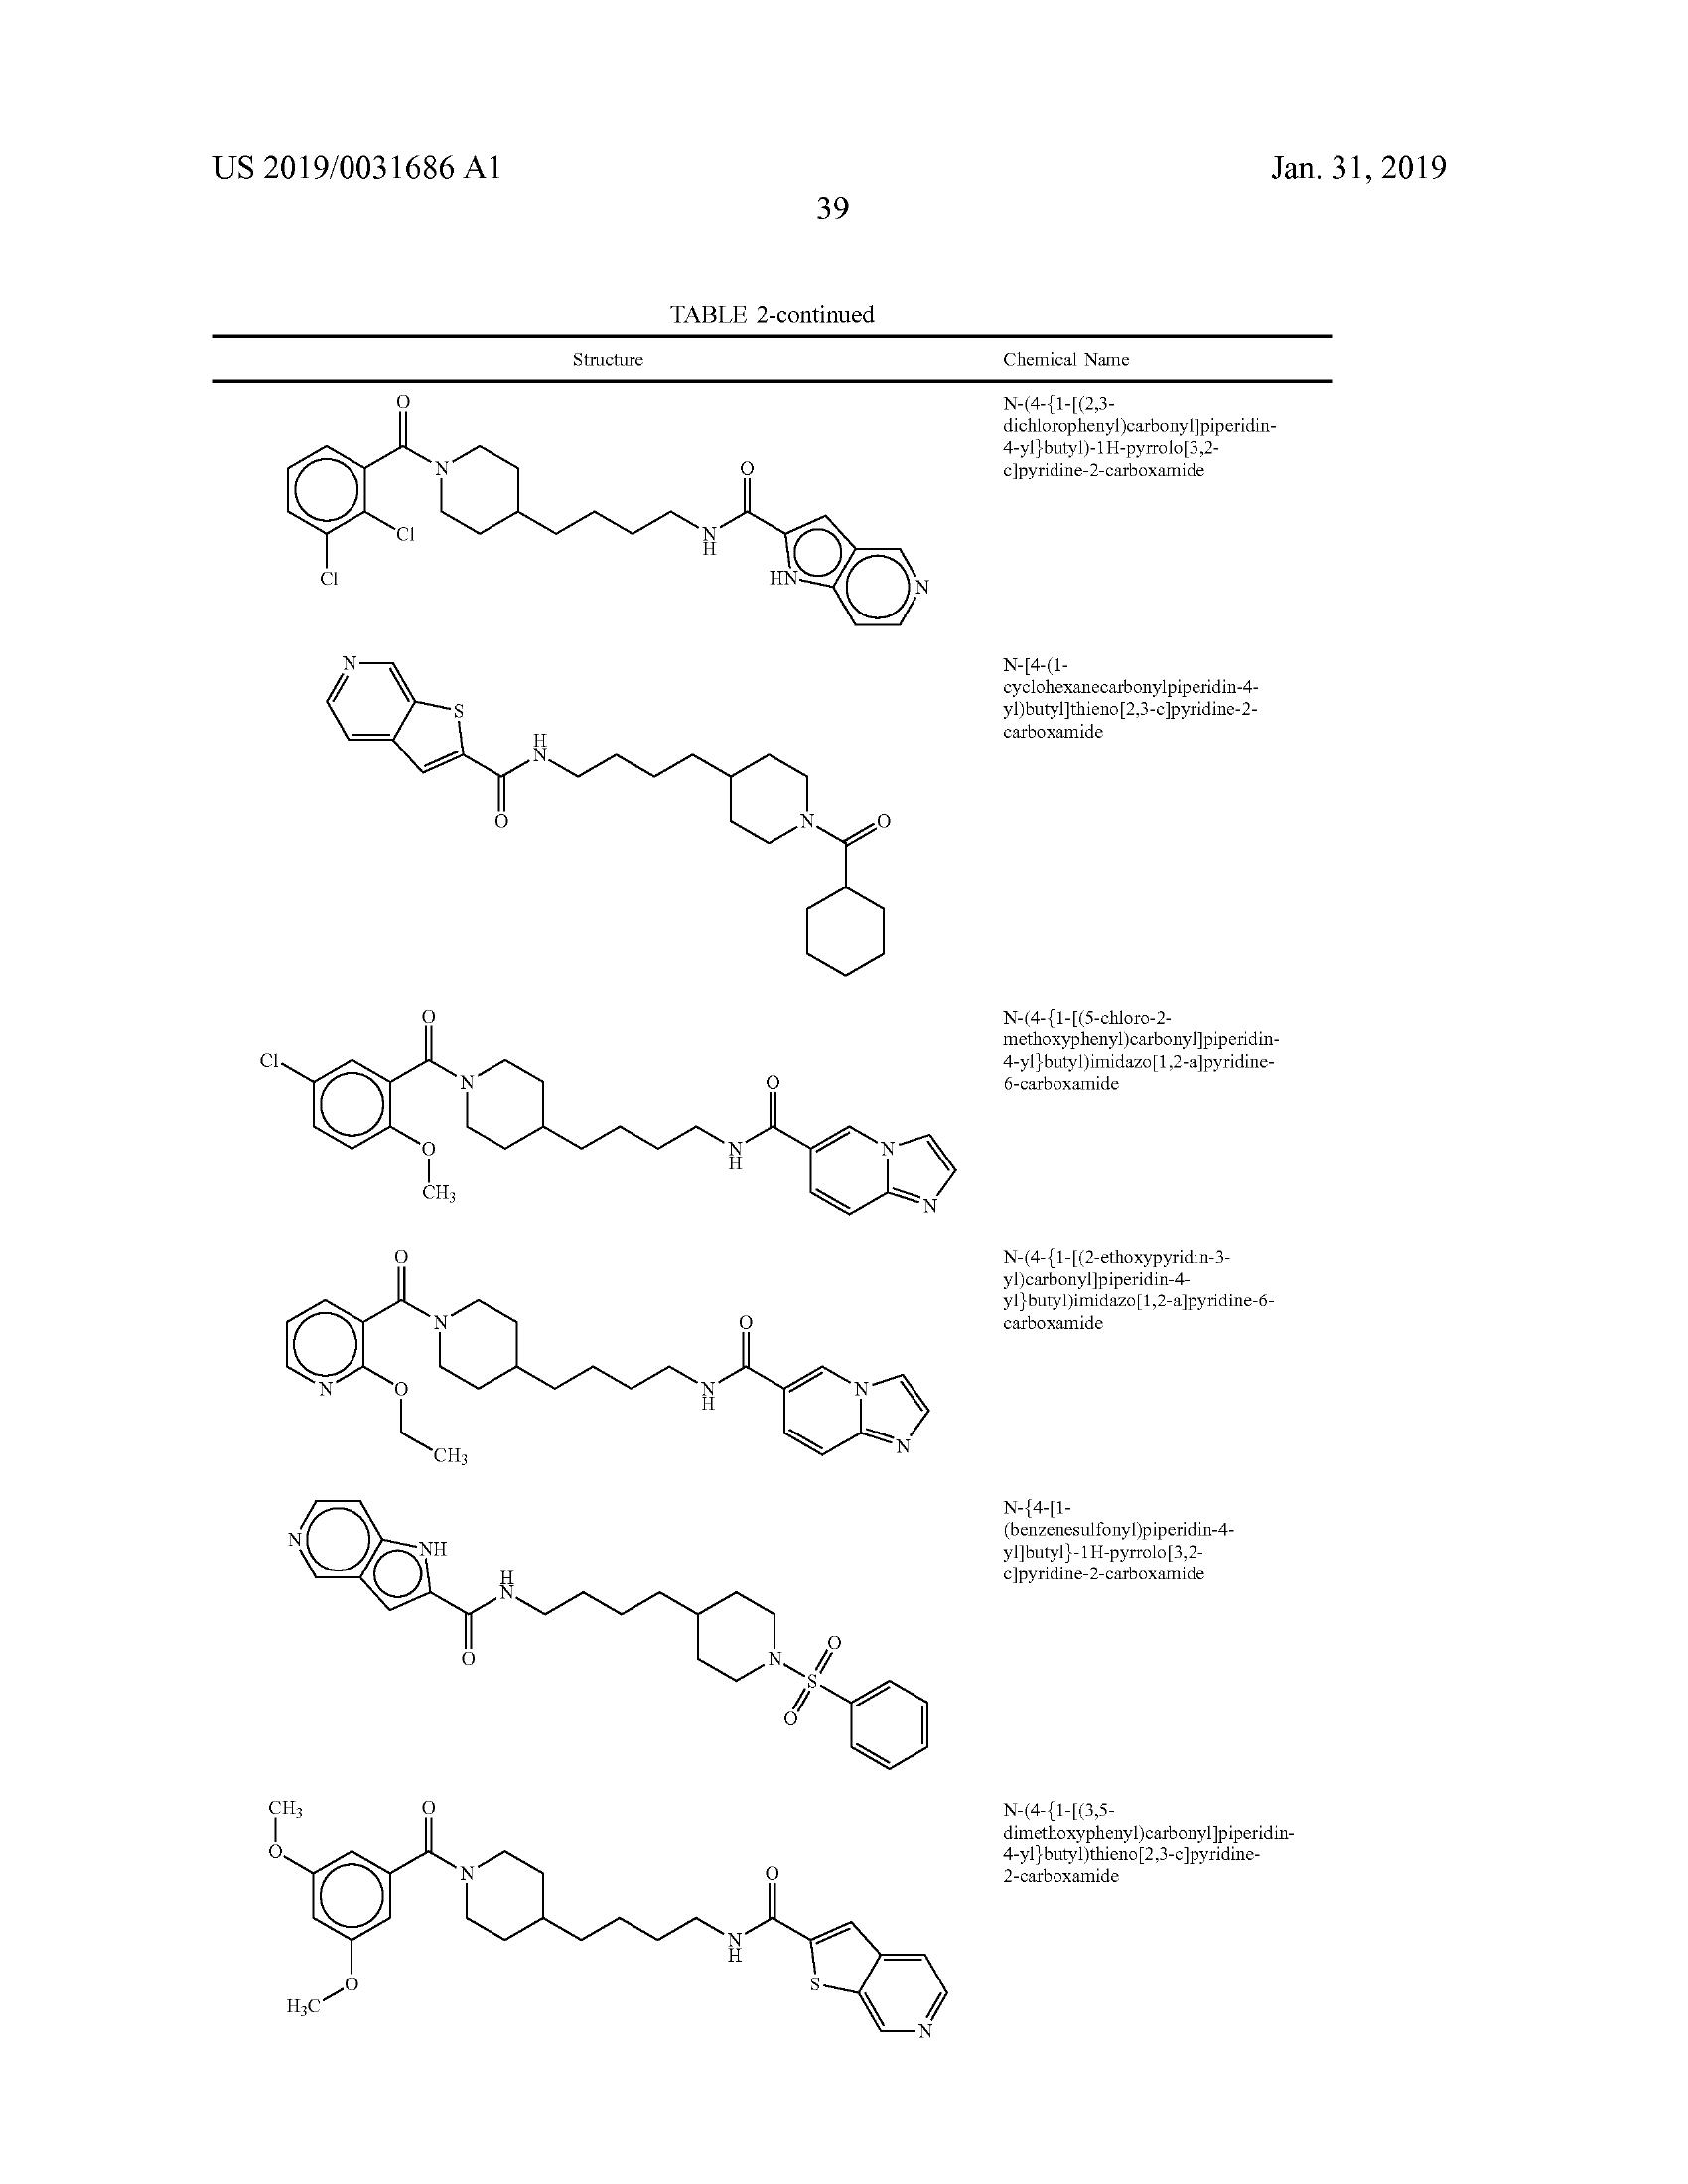 US 2019/0031686 A1
Jan. 31, 2019
39
TABLE 2-continued
Structure
Chemical Name
O
N
Cl
Cl
O
N
H
HN
N
N-(4-{1-[(2,3-
dichlorophenyl)carbonyl]piperidin-
4-yl}butyl)-1H-pyrrolo[3,2-
c]pyridine-2-carboxamide
N
S
H
N
O
N
O
N-[4-(1-
cyclohexanecarbonylpiperidin-4-
yl)butyl]thieno[2,3-c]pyridine-2-
carboxamide
O
Cl
N
O
CH3
O
N
H
N
N
N-(4-{1-[(5-chloro-2-
methoxyphenyl)carbonyl]piperidin-
4-yl}butyl)imidazo[1,2-a]pyridine-
6-carboxamide
O
N
N
O
CH3
O
N
H
N
N
N-(4-{1-[(2-ethoxypyridin-3-
yl)carbonyl]piperidin-4-
yl}butyl)imidazo[1,2-a]pyridine-6-
carboxamide
N
NH
H
N
O
N
O
S
O
N-{4-[1-
(benzenesulfonyl)piperidin-4-
yl]butyl}-1H-pyrrolo[3,2-
c]pyridine-2-carboxamide
CH3
O
O
N
O
H3C
O
N
H
S
N
N-(4-{1-[(3,5-
dimethoxyphenyl)carbonyl]piperidin-
4-yl}butyl)thieno[2,3-c]pyridine-
2-carboxamide